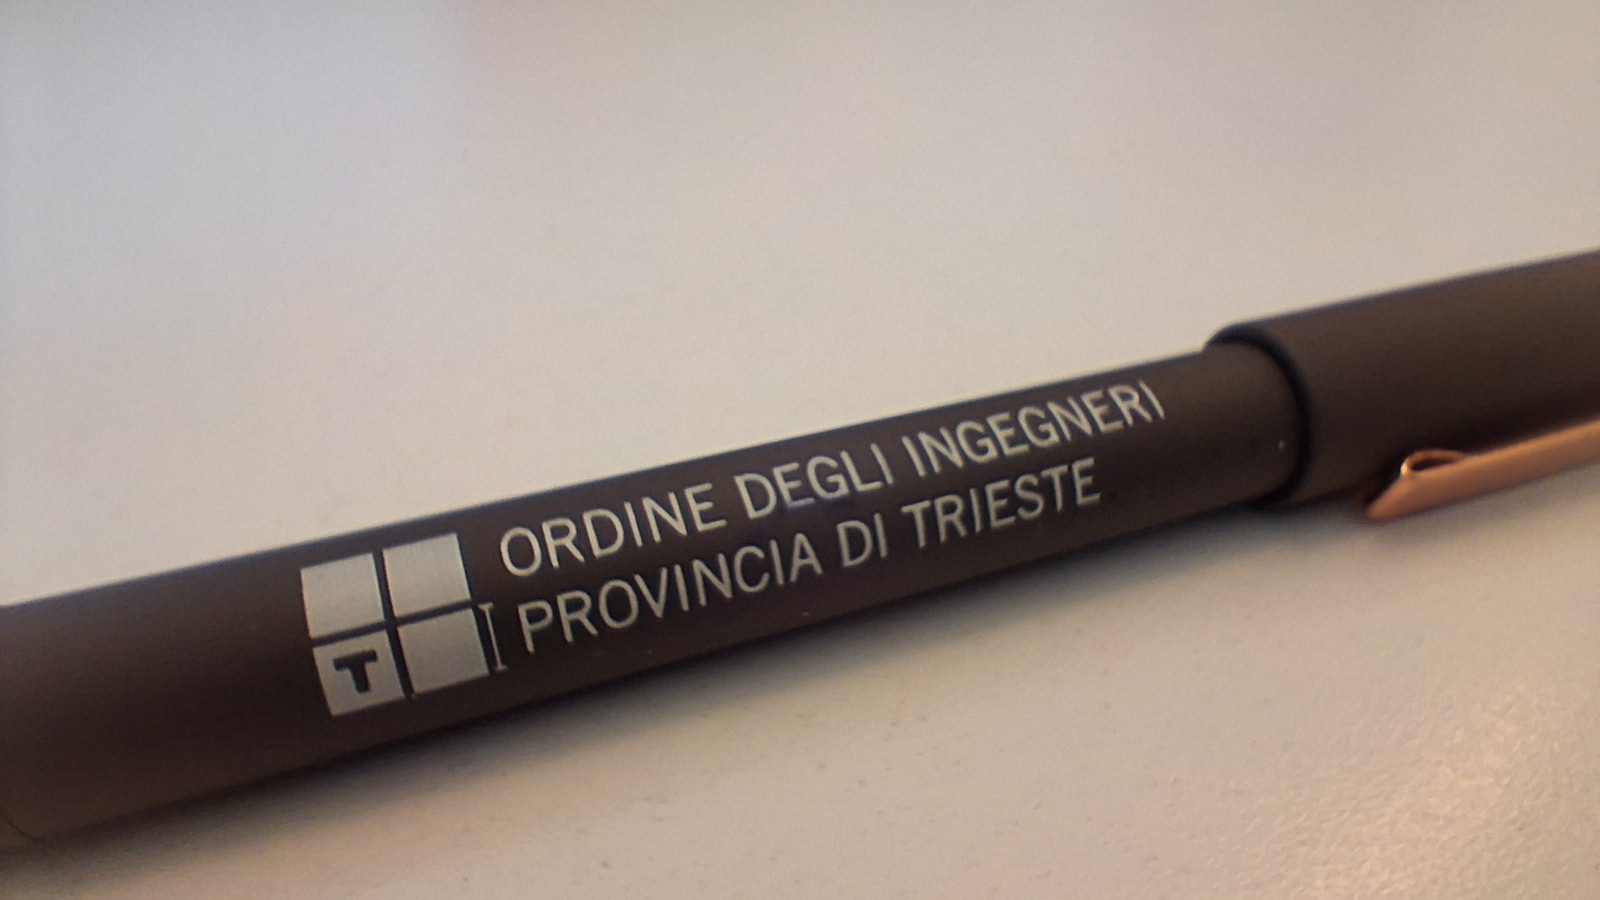 ORDINE DEGLI INGEGNERI
PROVINCIA DI TRIESTE
T